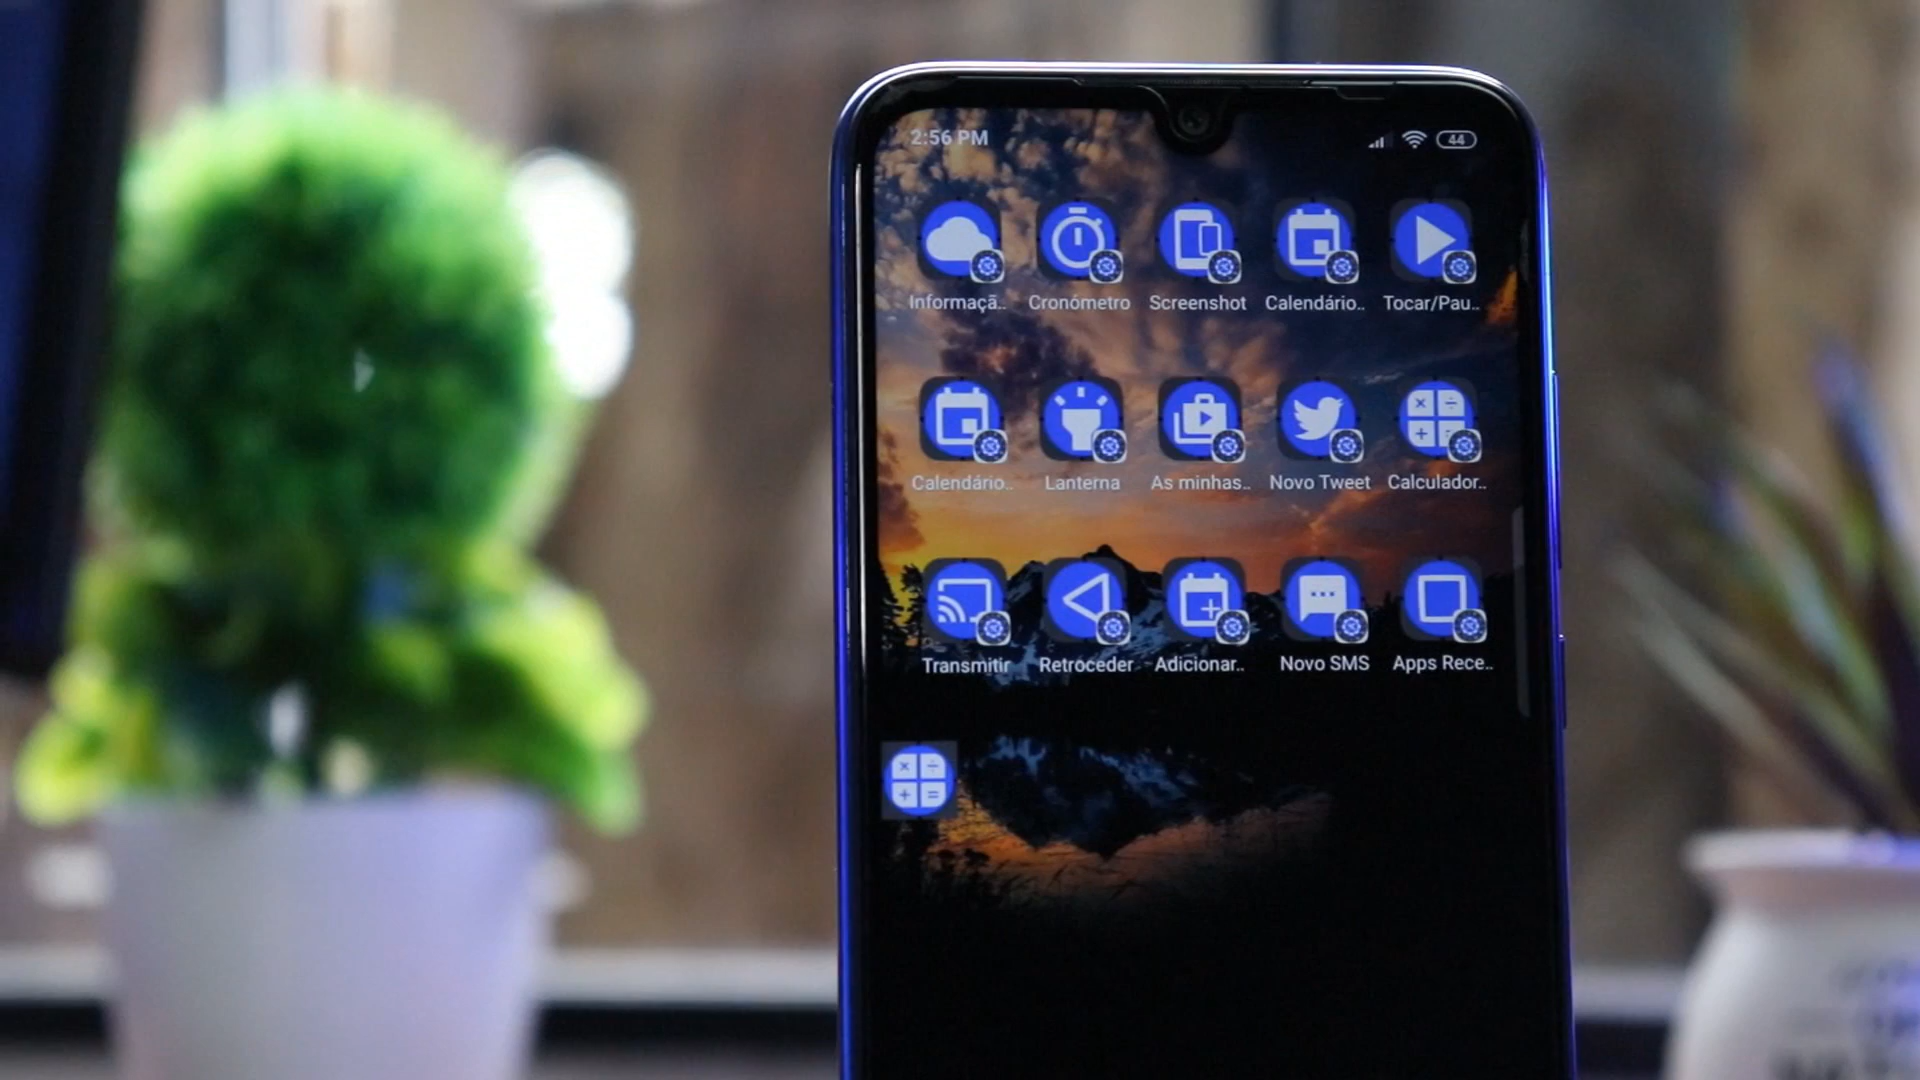 2:56 PM
44
Informaçã..
Cronómetro
Screenshot
Calendário..
Tocar/Pau..
Calendário..
Lanterna
As minhas..
Novo Tweet
Calculador..
Transmitir
Retroceder
Adicionar..
Novo SMS
Apps Rece..